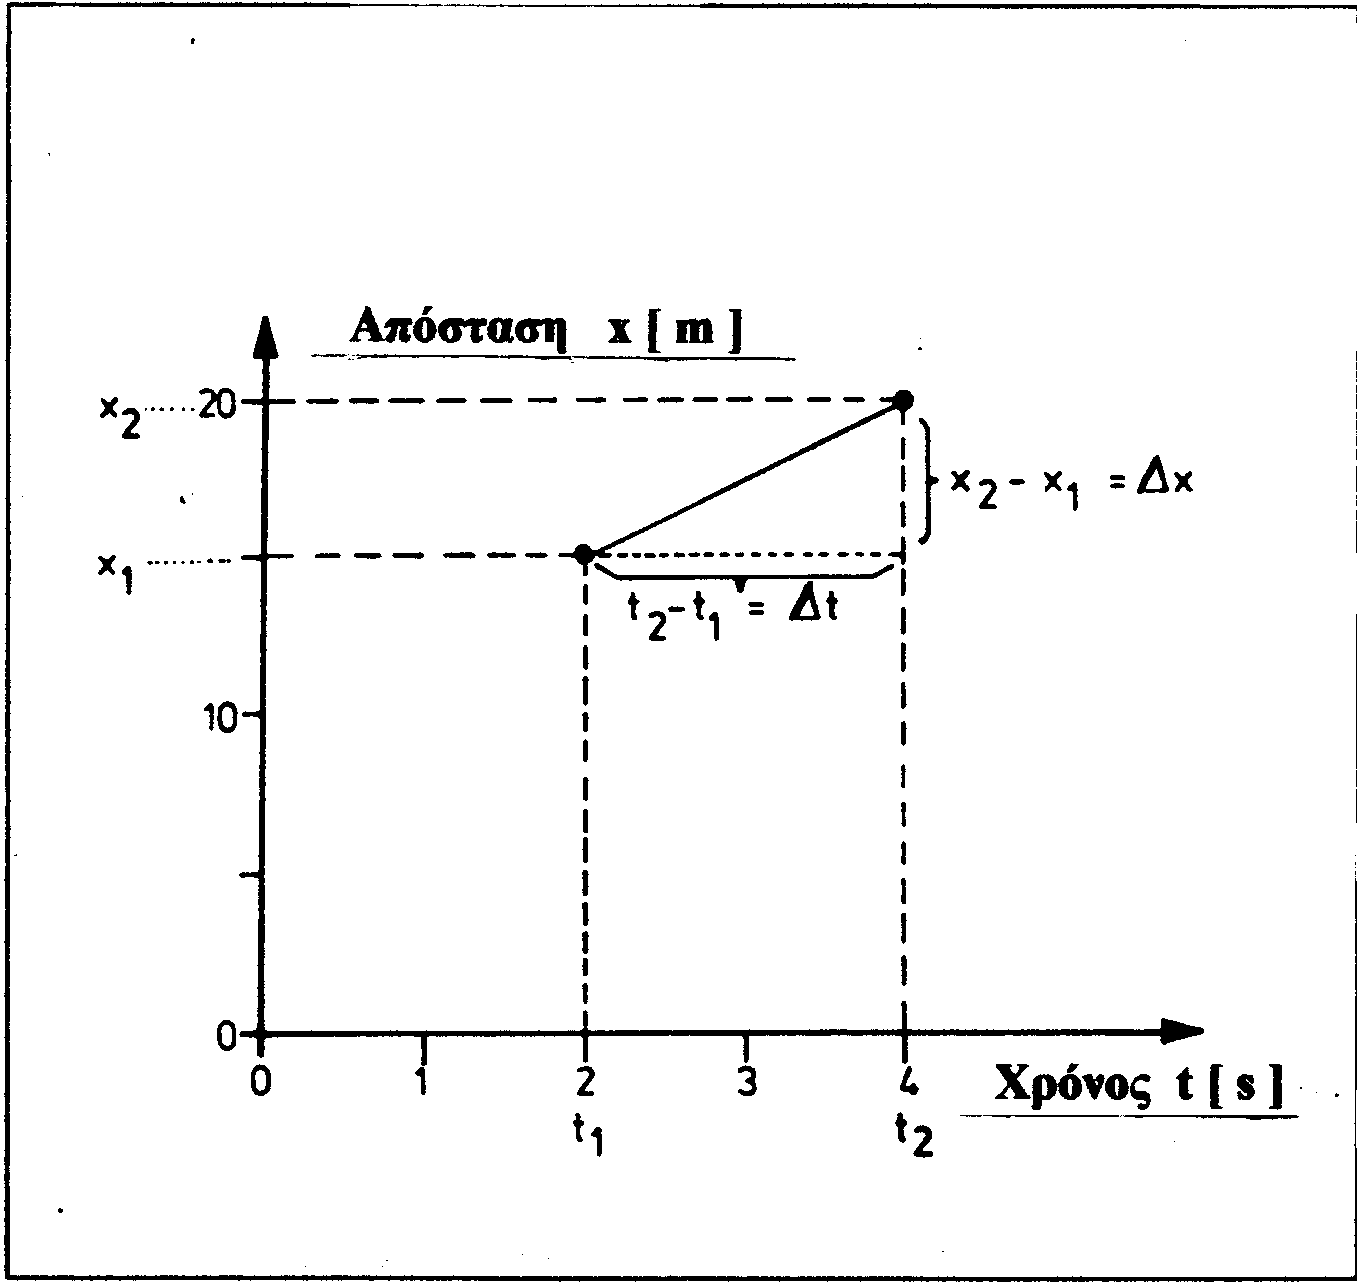 Απόσταση x [ m ]
x2 ........ 20
x2 - x1 = Δx
x1 ............
t2 - t1 = Δt
10
0
0 1 2 3 4
Χρόνος t [ s ]
t1 t2